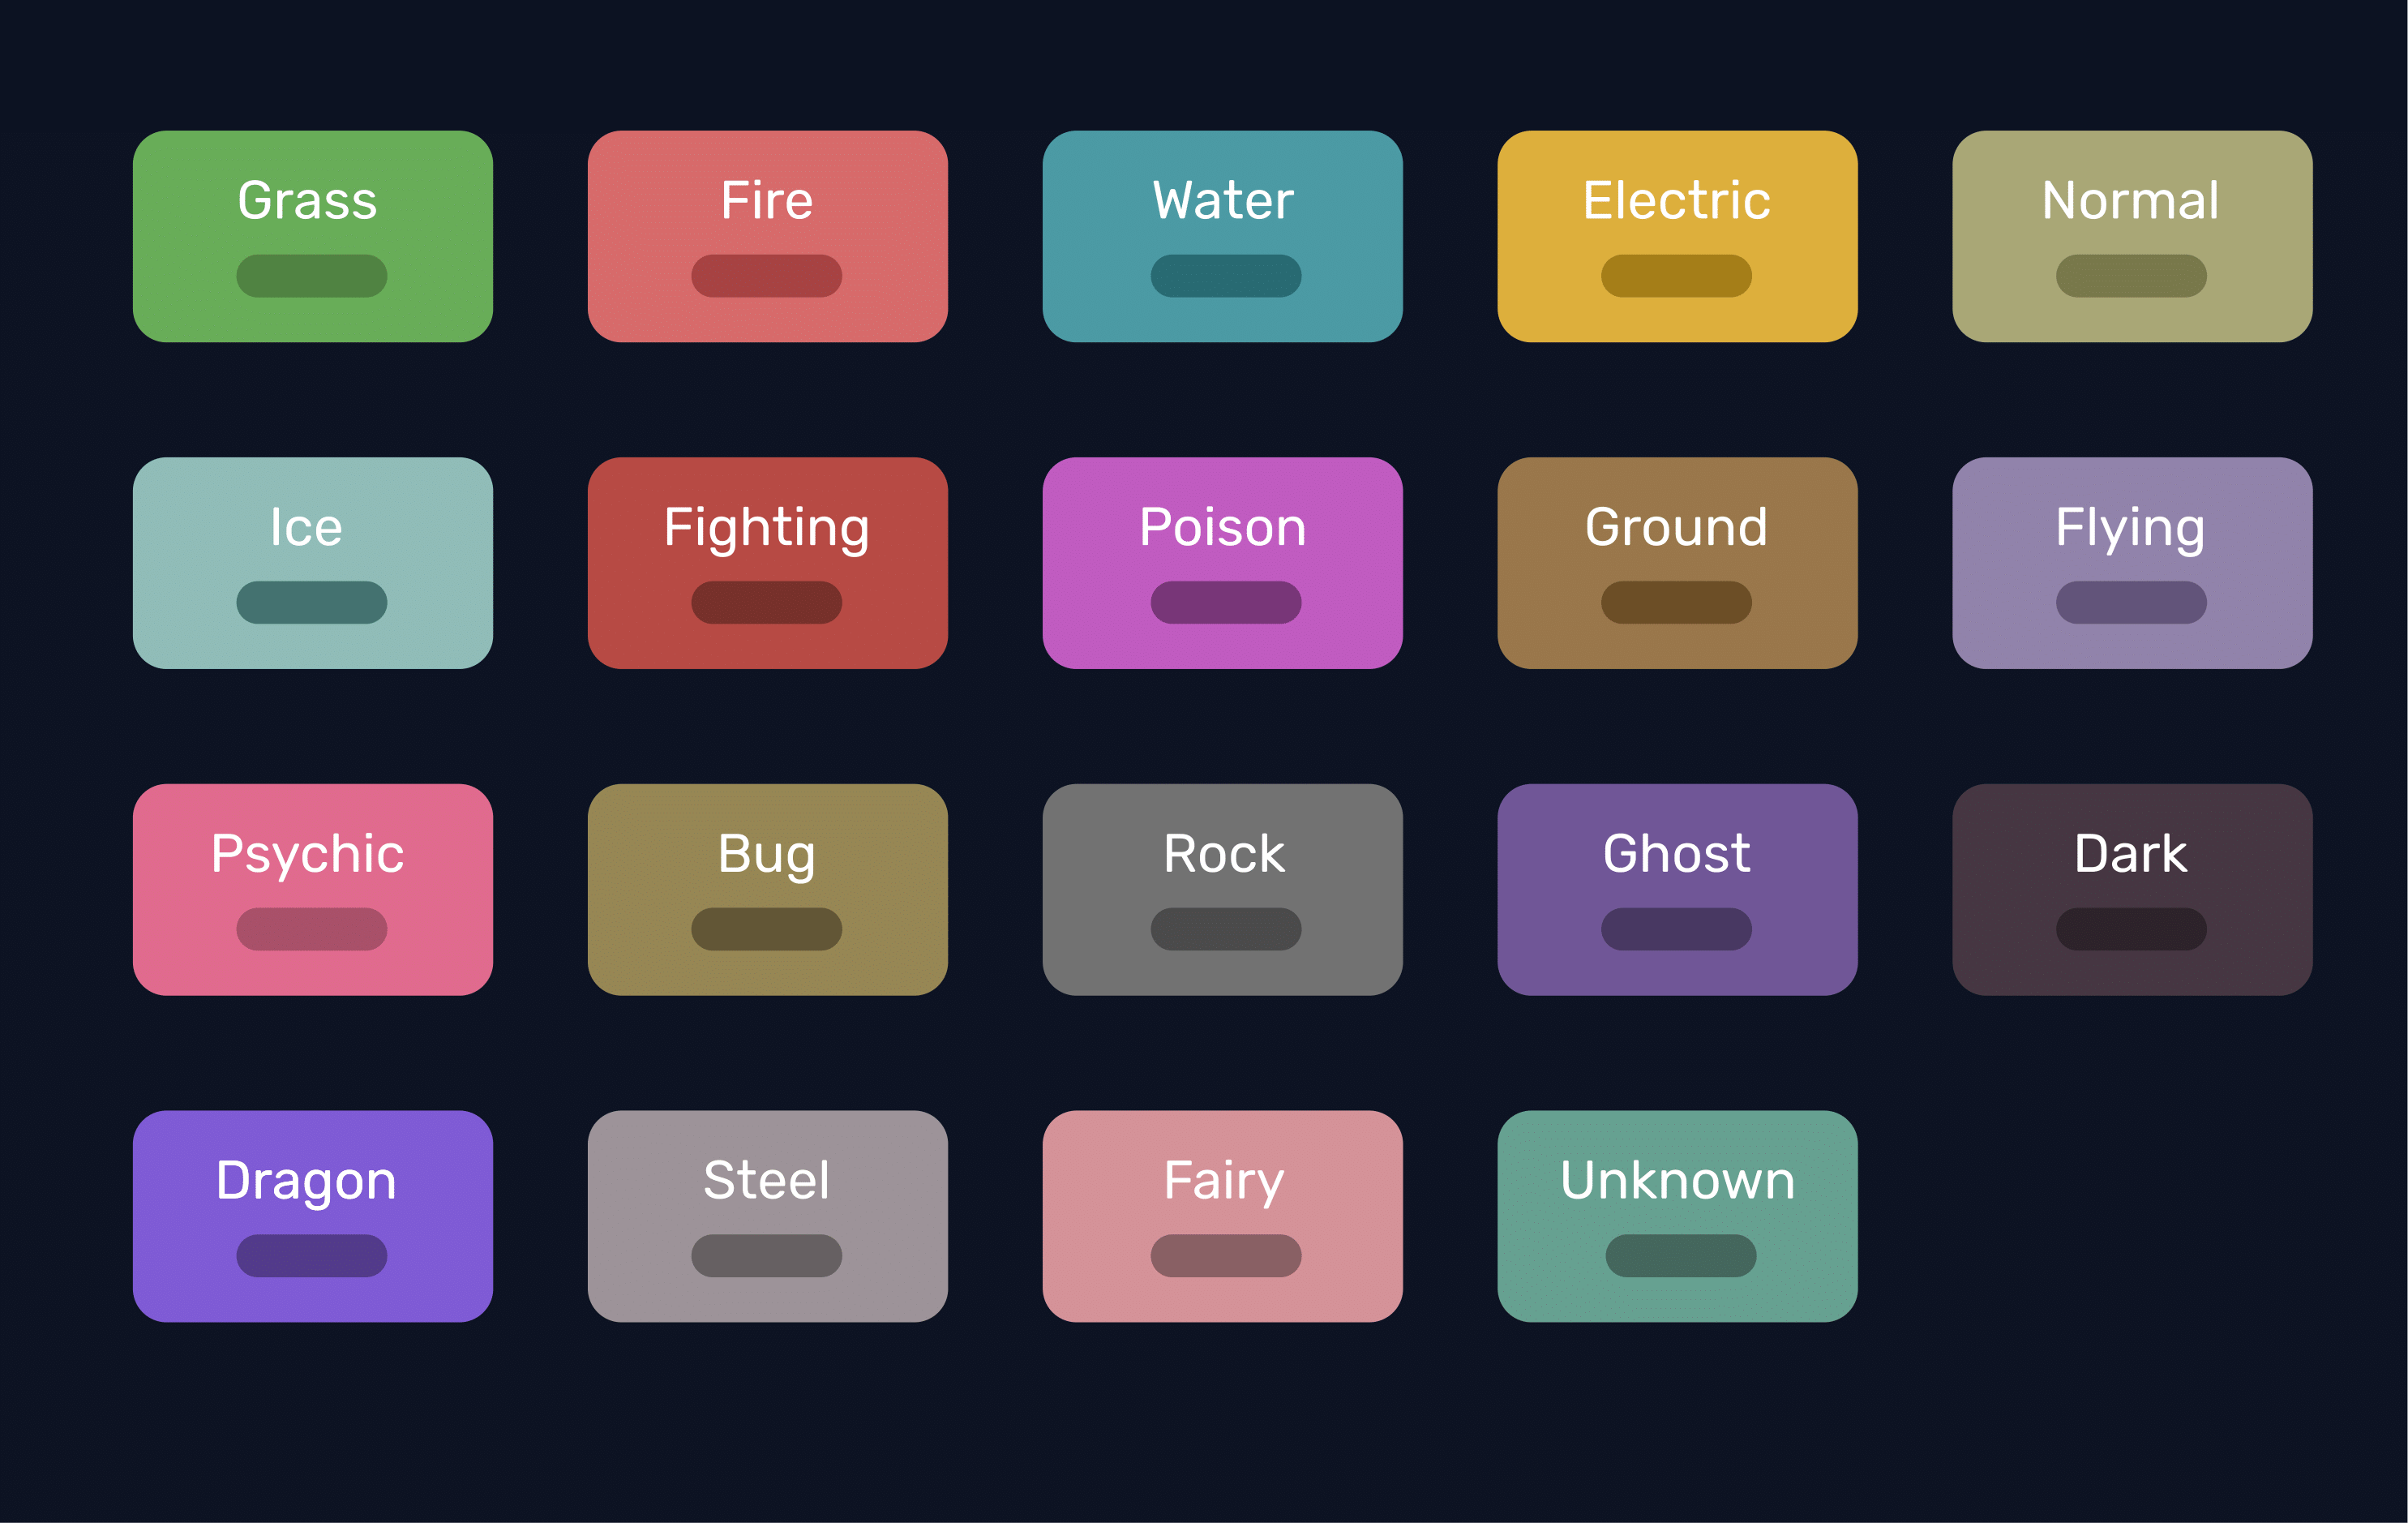 Grass
Fire
Water
Electric
Normal
Ice
Fighting
Poison
Ground
Flying
Psychic
Bug
Rock
Ghost
Dark
Dragon
Steel
Fairy
Unknown